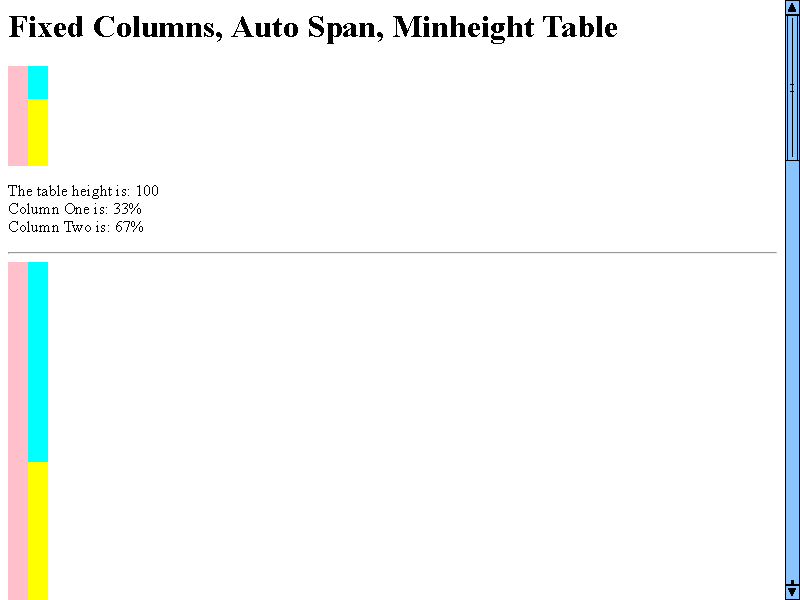 Fixed Columns, Auto Span, Minheight Table
The table height is: 100
Column One is: 33%
Column Two is: 67%